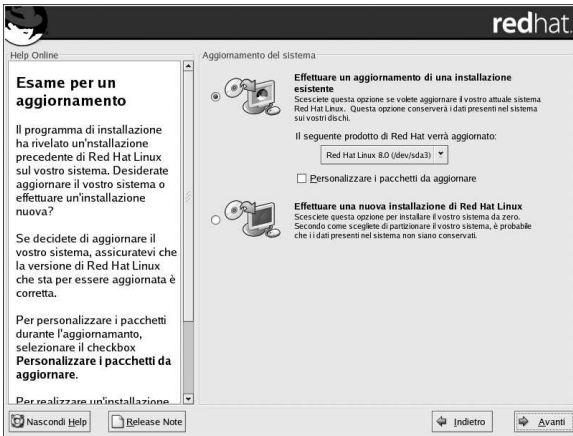 redhat.
Help Online
Esame per un
aggiornamento
Il programma di installazione
ha rivelato un'nstallazione
precedente di Red Hat Linux
sul vostro sistema. Desiderate
aggiornare il vostro sistema o
effettuare un'installazione
nuova?
Se decidete di aggiornare il
vostro sistema, assicuratevi che
la versione di Red Hat Linux
che sta per essere aggiornata è
corretta.
Per personalizzare i pacchetti
durante l'aggiornamanto,
selezionare il checkbox
Personalizzare i pacchetti da
aggiornare.
Per realizzare un'installazione
Aggiornamento del sistema
Effettuare un aggiornamento di una installazione
esistente
Scesciete questa opzione se volete aggiornare il vostro attuale sistema
Red Hat Linux. Questa opzione conserverà i dati presenti nel sistema
sui vostri dischi.
Il seguente prodotto di Red Hat verrà aggiornato:
Red Hat Linux 8.0 (/dev/sda3)
Personalizzare i pacchetti da aggiornare
Effettuare una nuova installazione di Red Hat Linux
Scesciete questa opzione per installare il vostro sistema da zero.
Secondo come scegliete di partizionare il vostro sistema, è probabile
che i i dati presenti nel sistema non siano conservati.
Nascondi Help
Release Note
Indietro
Avanti